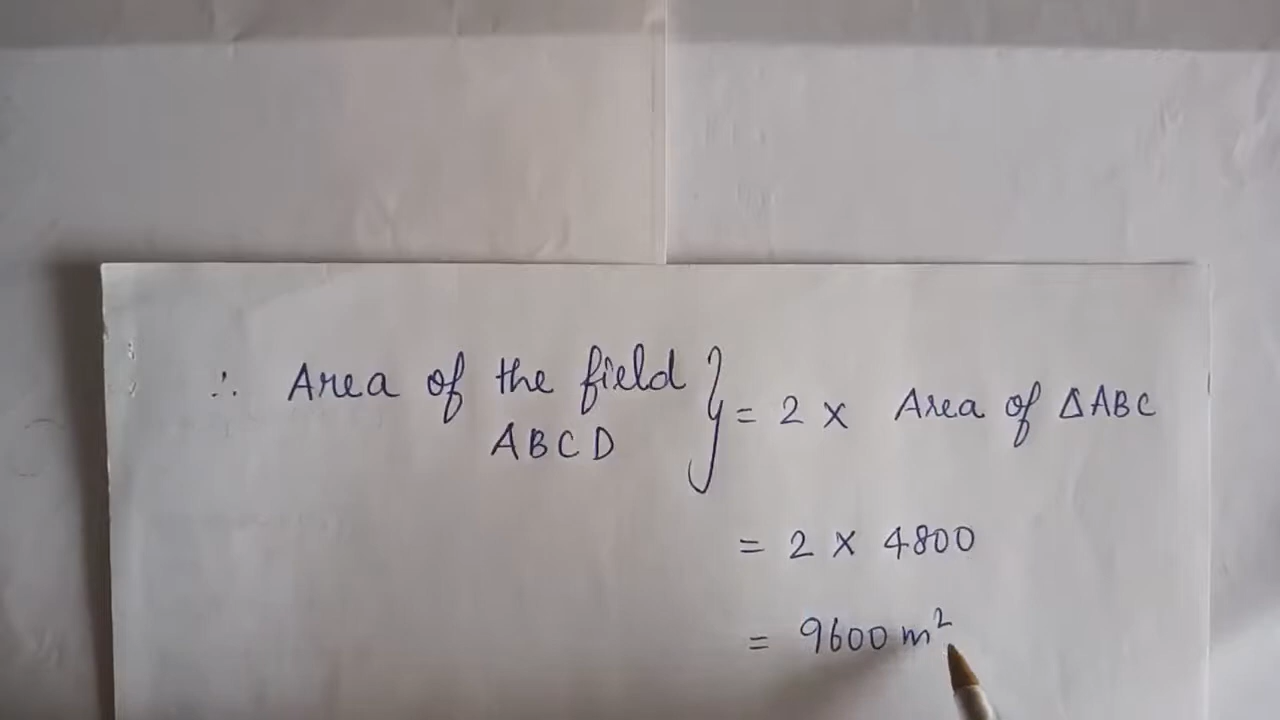 ∴ Area of the field } = 2 × Area of ΔABC
ABCD
= 2 × 4800
= 9600 m²